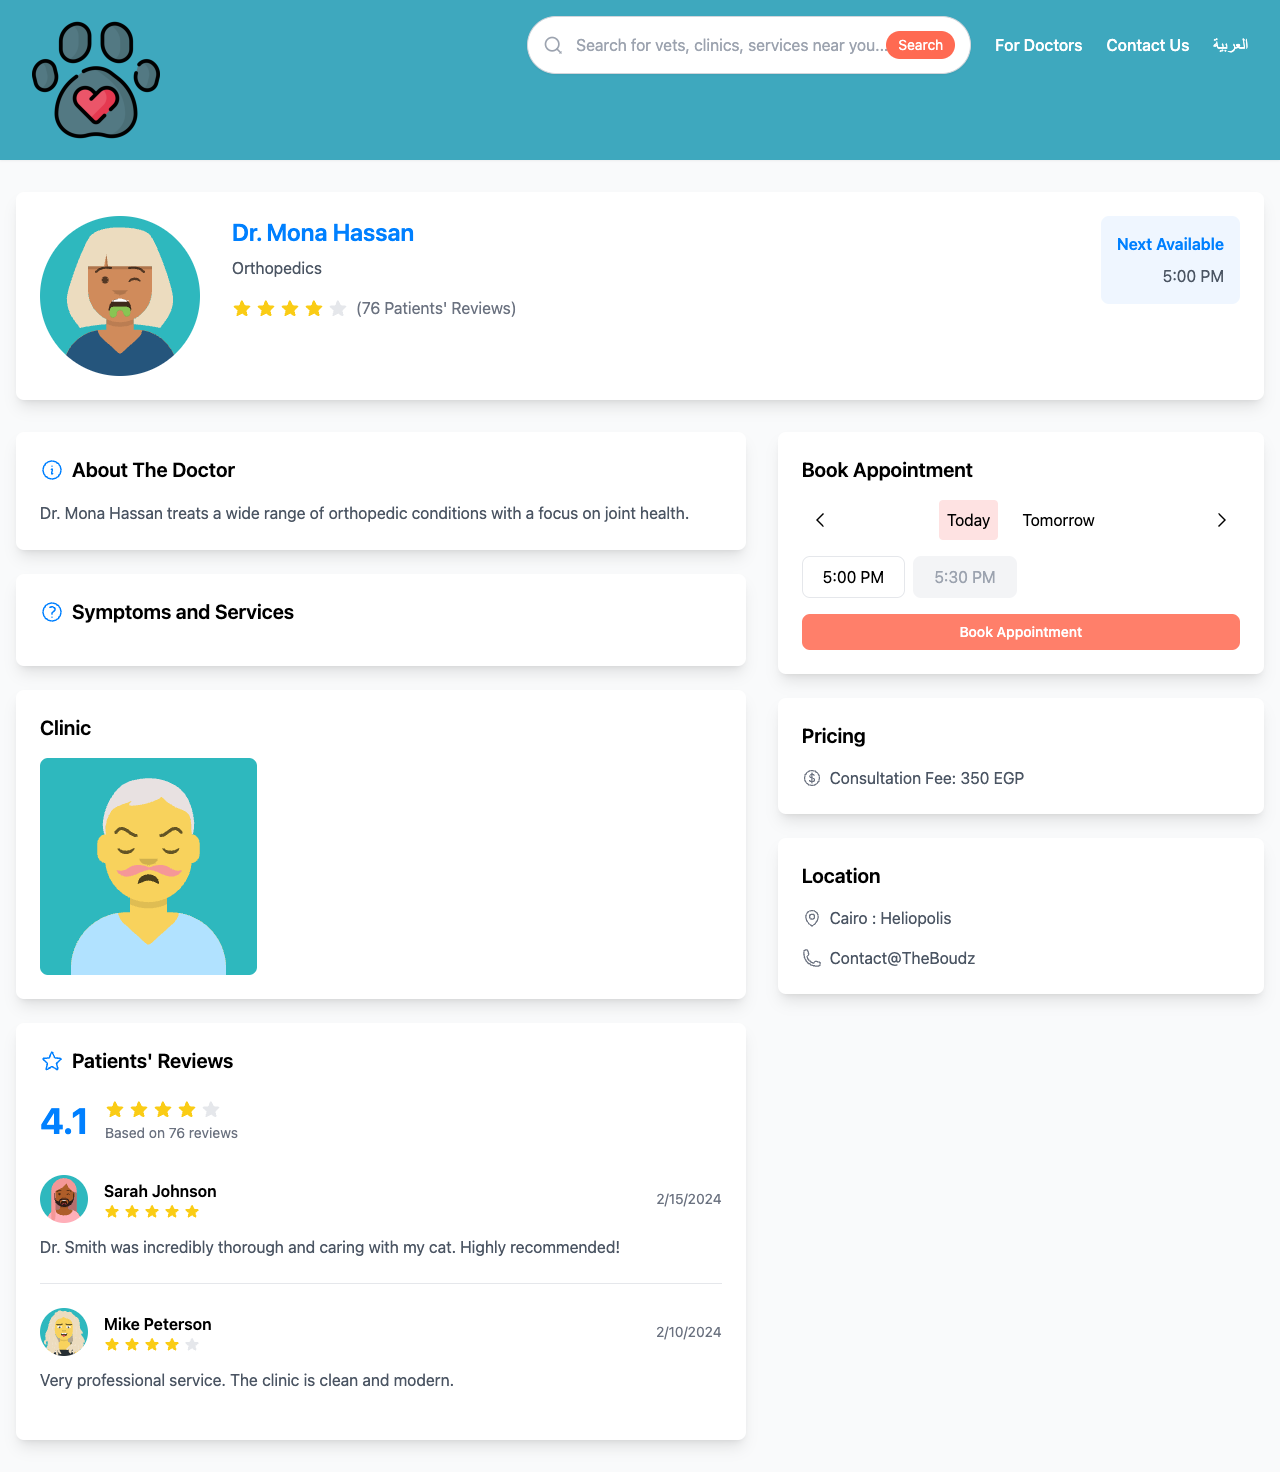 Search for vets, clinics, services near you...
Search
For Doctors
Contact Us
العربية
Dr. Mona Hassan
Orthopedics
(76 Patients' Reviews)
Next Available
5:00 PM
About The Doctor
Dr. Mona Hassan treats a wide range of orthopedic conditions with a focus on joint health.
Symptoms and Services
Clinic
Patients' Reviews
4.1
Based on 76 reviews
Sarah Johnson
2/15/2024
Dr. Smith was incredibly thorough and caring with my cat. Highly recommended!
Mike Peterson
2/10/2024
Very professional service. The clinic is clean and modern.
Book Appointment
Today
Tomorrow
5:00 PM
5:30 PM
Book Appointment
Pricing
Consultation Fee: 350 EGP
Location
Cairo : Heliopolis
Contact@TheBoudz